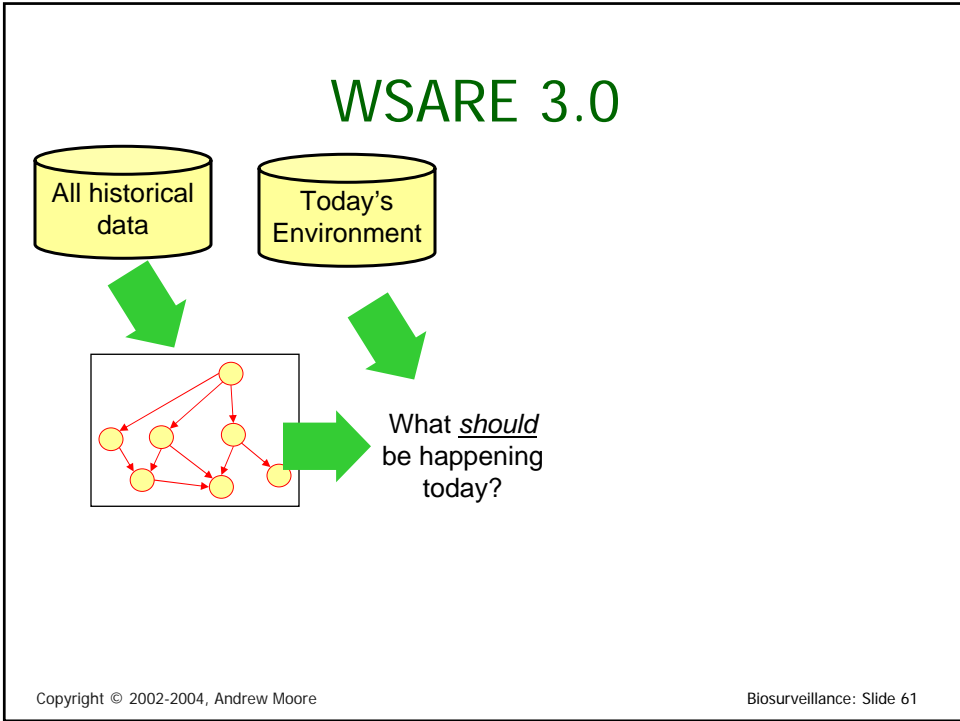 WSARE 3.0
All historical
data
Today's
Environment
What should
be happening
today?
Copyright © 2002-2004, Andrew Moore
Biosurveillance: Slide 61